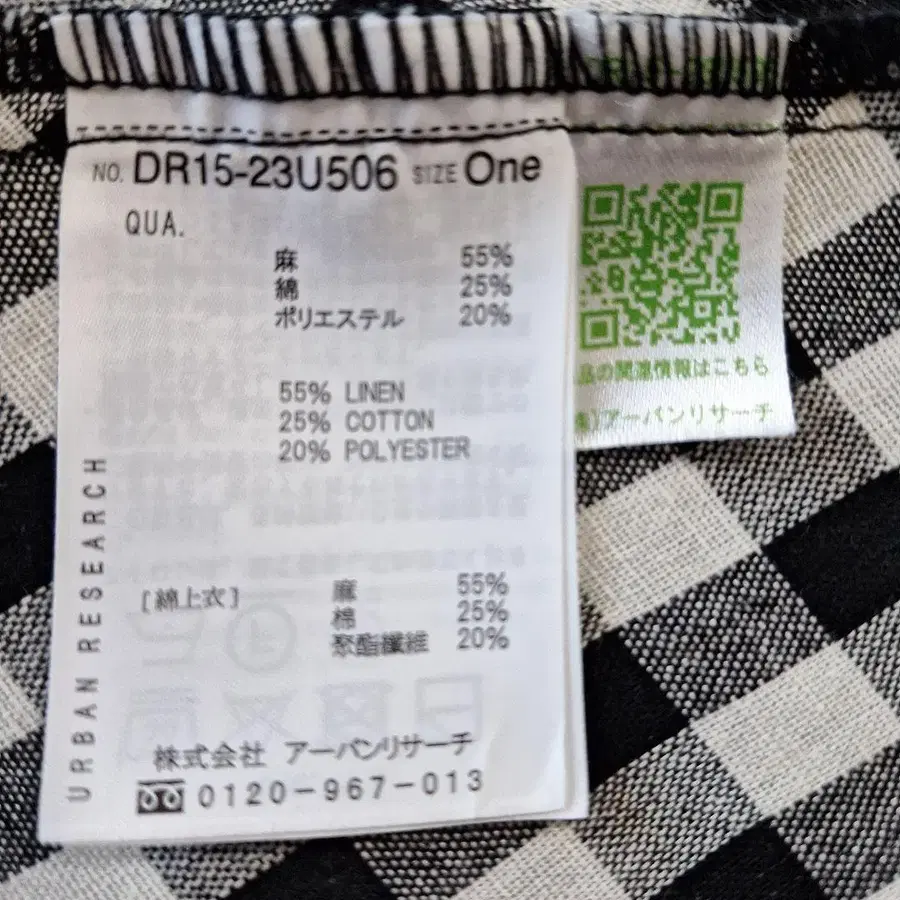 NO. DR15-23U506 SIZE One
QUA.
麻 55%
綿 25%
ポリエステル 20%
55% LINEN
25% COTTON
20% POLYESTER
[綿上衣] 麻 55%
棉 25%
聚酯纖維 20%
URBAN RESEARCH
株式会社 アーバンリサーチ
0120-967-013
品の関連情報はこちら
アーバンリサーチ